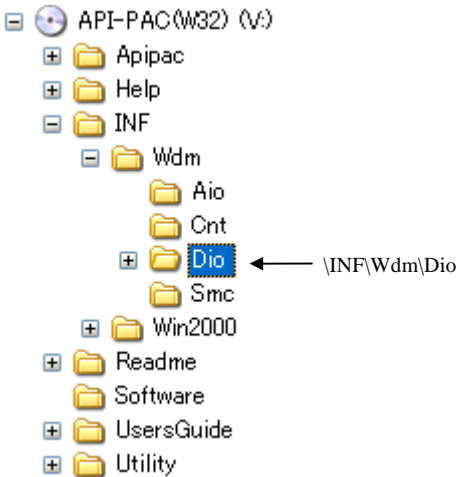 API-PAC(W32) (V:)
Apipac
Help
INF
Wdm
Aio
Cnt
Dio
\INF\Wdm\Dio
Smc
Win2000
Readme
Software
UsersGuide
Utility